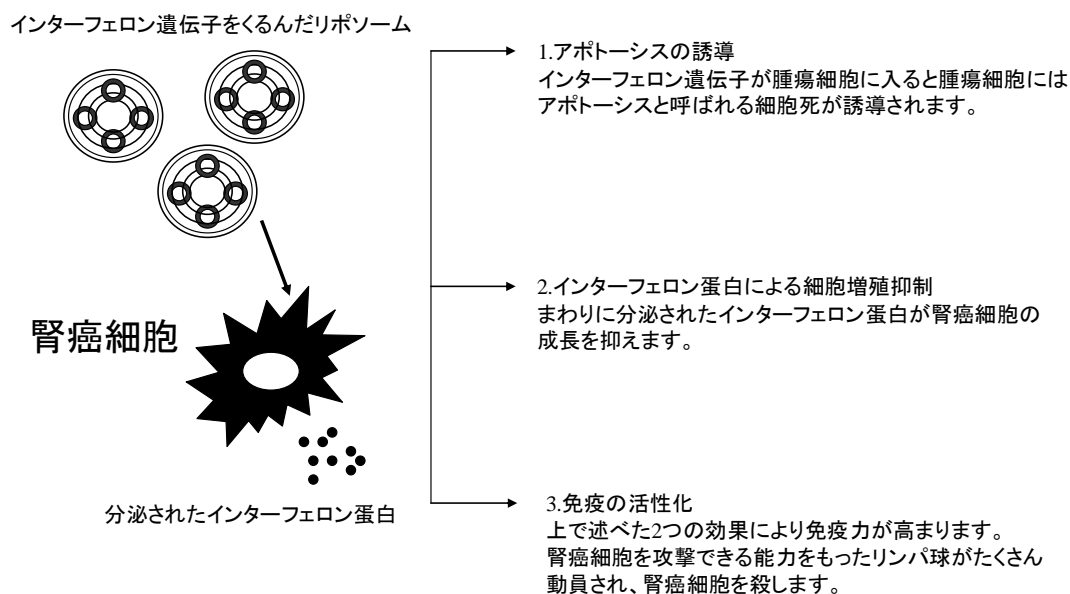 インターフェロン遺伝子をくるんだリポソーム
腎癌細胞
分泌されたインターフェロン蛋白
1.アポトーシスの誘導
インターフェロン遺伝子が腫瘍細胞に入ると腫瘍細胞には
アポトーシスと呼ばれる細胞死が誘導されます。
2.インターフェロン蛋白による細胞増殖抑制
まわりに分泌されたインターフェロン蛋白が腎癌細胞の
成長を抑えます。
3.免疫の活性化
上で述べた2つの効果により免疫力が高まります。
腎癌細胞を攻撃できる能力をもったリンパ球がたくさん
動員され、腎癌細胞を殺します。